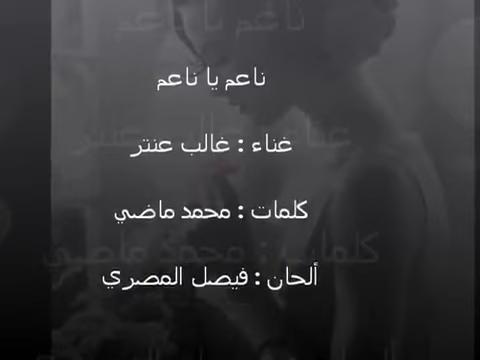 ناعم يا ناعم
غناء : غالب عنتر
كلمات : محمد ماضي
ألحان : فيصل المصري